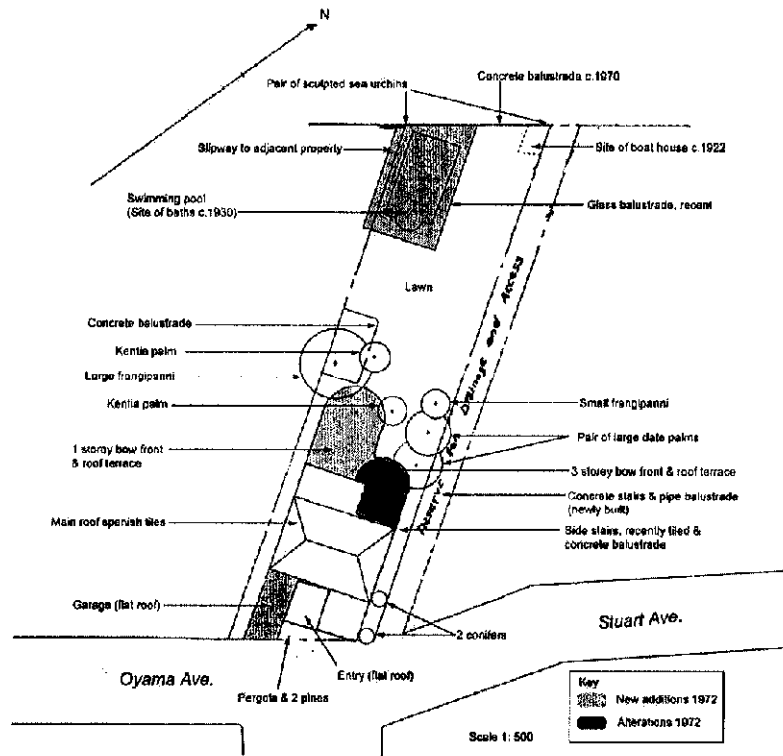 N
Pair of sculpted sea urchins
Concrete balustrada c.1970
Slipway to adjacent property
Site of boat house c.1922
Swimming pool
(Site of baths c.1930)
Glass balustrade, recent
Lawn
Concrete balustrade
Kentia palm
Large frangipanni
Kentia palm
Small frangipanni
Pair of large date palms
1 storey bow front
& roof terrace
3 storey bow front & roof terrace
Reserve for Drainage and Access
Concrete stairs & pipe balustrade
(newly built)
Main roof spanish tiles
Side stairs, recently tiled &
concrete balustrade
Garage (flat roof)
2 conifers
Stuart Ave.
Oyama Ave.
Entry (flat roof)
Pergola & 2 pines
Key
New additions 1972
Alterations 1972
Scale 1: 500